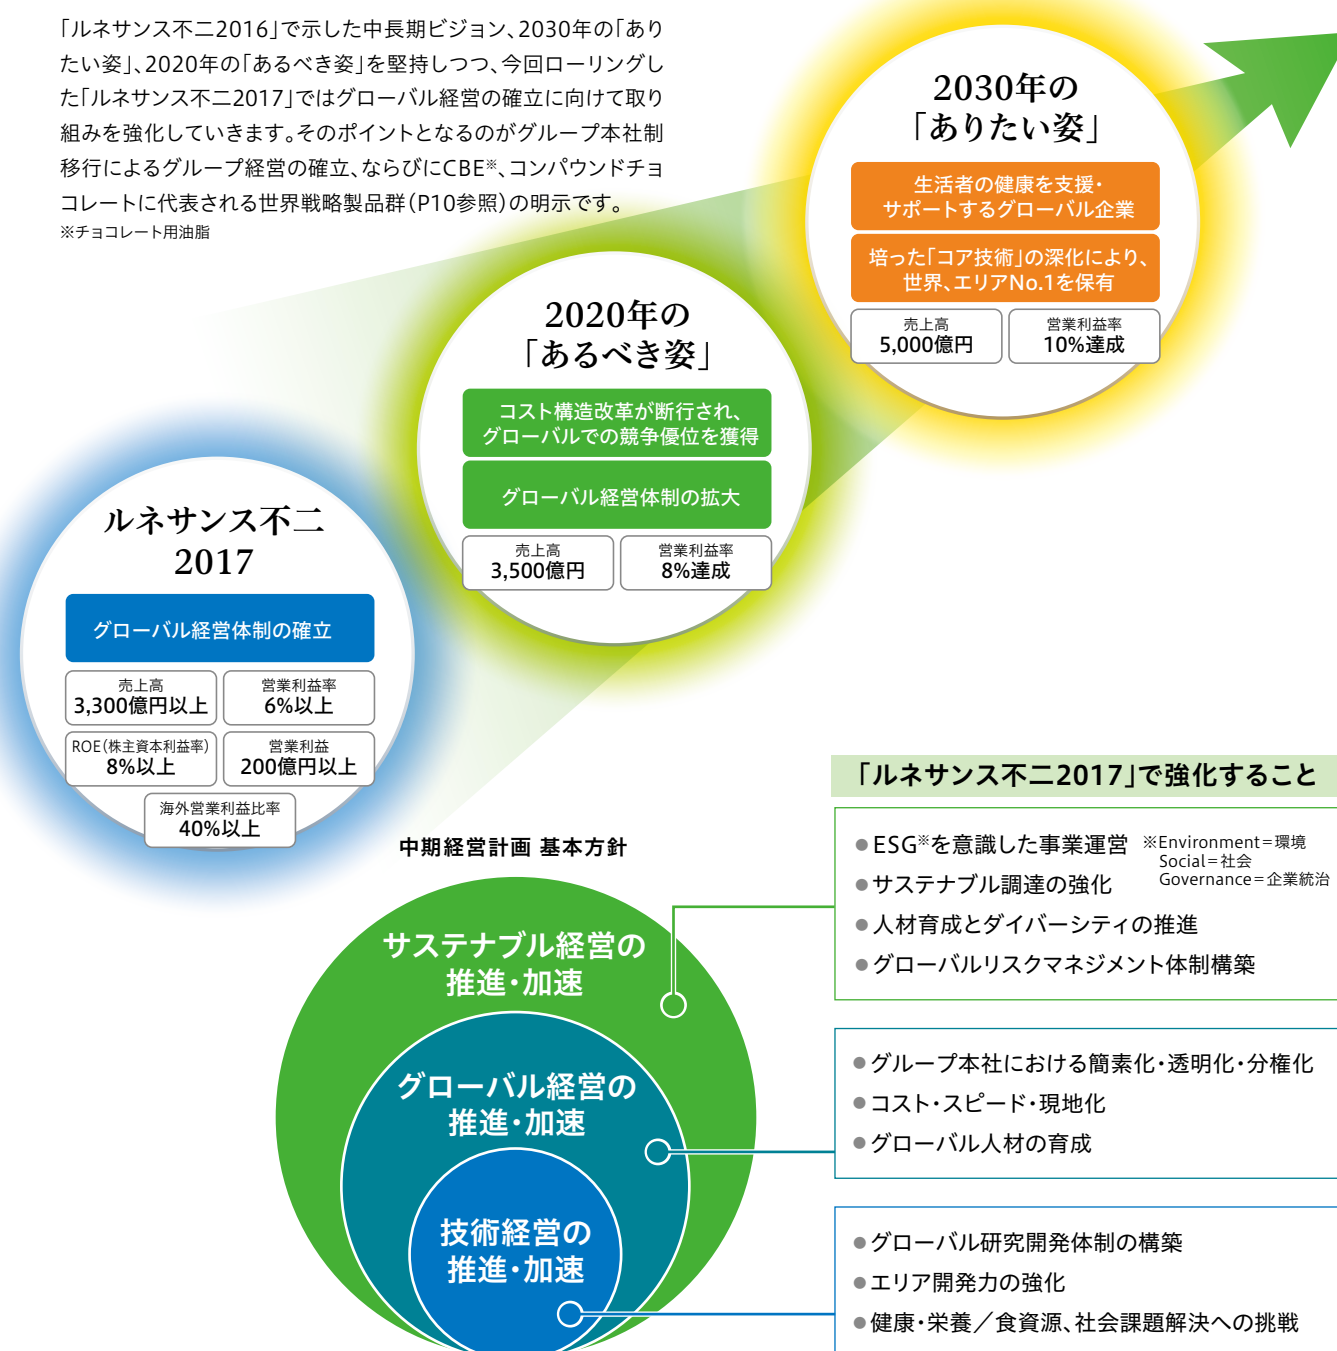 「ルネサンス不二2016」で示した中長期ビジョン、2030年の「あり
たい姿」、2020年の「あるべき姿」を堅持しつつ、今回ローリングし
た「ルネサンス不二2017」ではグローバル経営の確立に向けて取り
組みを強化していきます。そのポイントとなるのがグループ本社制
移行によるグループ経営の確立、ならびにCBE※、コンパウンドチョ
コレートに代表される世界戦略製品群（P10参照）の明示です。
※チョコレート用油脂
2030年の
「ありたい姿」
生活者の健康を支援・
サポートするグローバル企業
培った「コア技術」の深化により、
世界、エリアNo.1を保有
売上高
5,000億円
営業利益率
10%達成
2020年の
「あるべき姿」
コスト構造改革が断行され、
グローバルでの競争優位を獲得
グローバル経営体制の拡大
売上高
3,500億円
営業利益率
8%達成
ルネサンス不二
2017
グローバル経営体制の確立
売上高
3,300億円以上
営業利益率
6%以上
ROE（株主資本利益率）
8%以上
営業利益
200億円以上
海外営業利益比率
40%以上
中期経営計画 基本方針
サステナブル経営の
推進・加速
グローバル経営の
推進・加速
技術経営の
推進・加速
「ルネサンス不二2017」で強化すること
●ESG※を意識した事業運営 ※Environment＝環境
Social＝社会
Governance＝企業統治
●サステナブル調達の強化
●人材育成とダイバーシティの推進
●グローバルリスクマネジメント体制構築
●グループ本社における簡素化・透明化・分権化
●コスト・スピード・現地化
●グローバル人材の育成
●グローバル研究開発体制の構築
●エリア開発力の強化
●健康・栄養／食資源、社会課題解決への挑戦